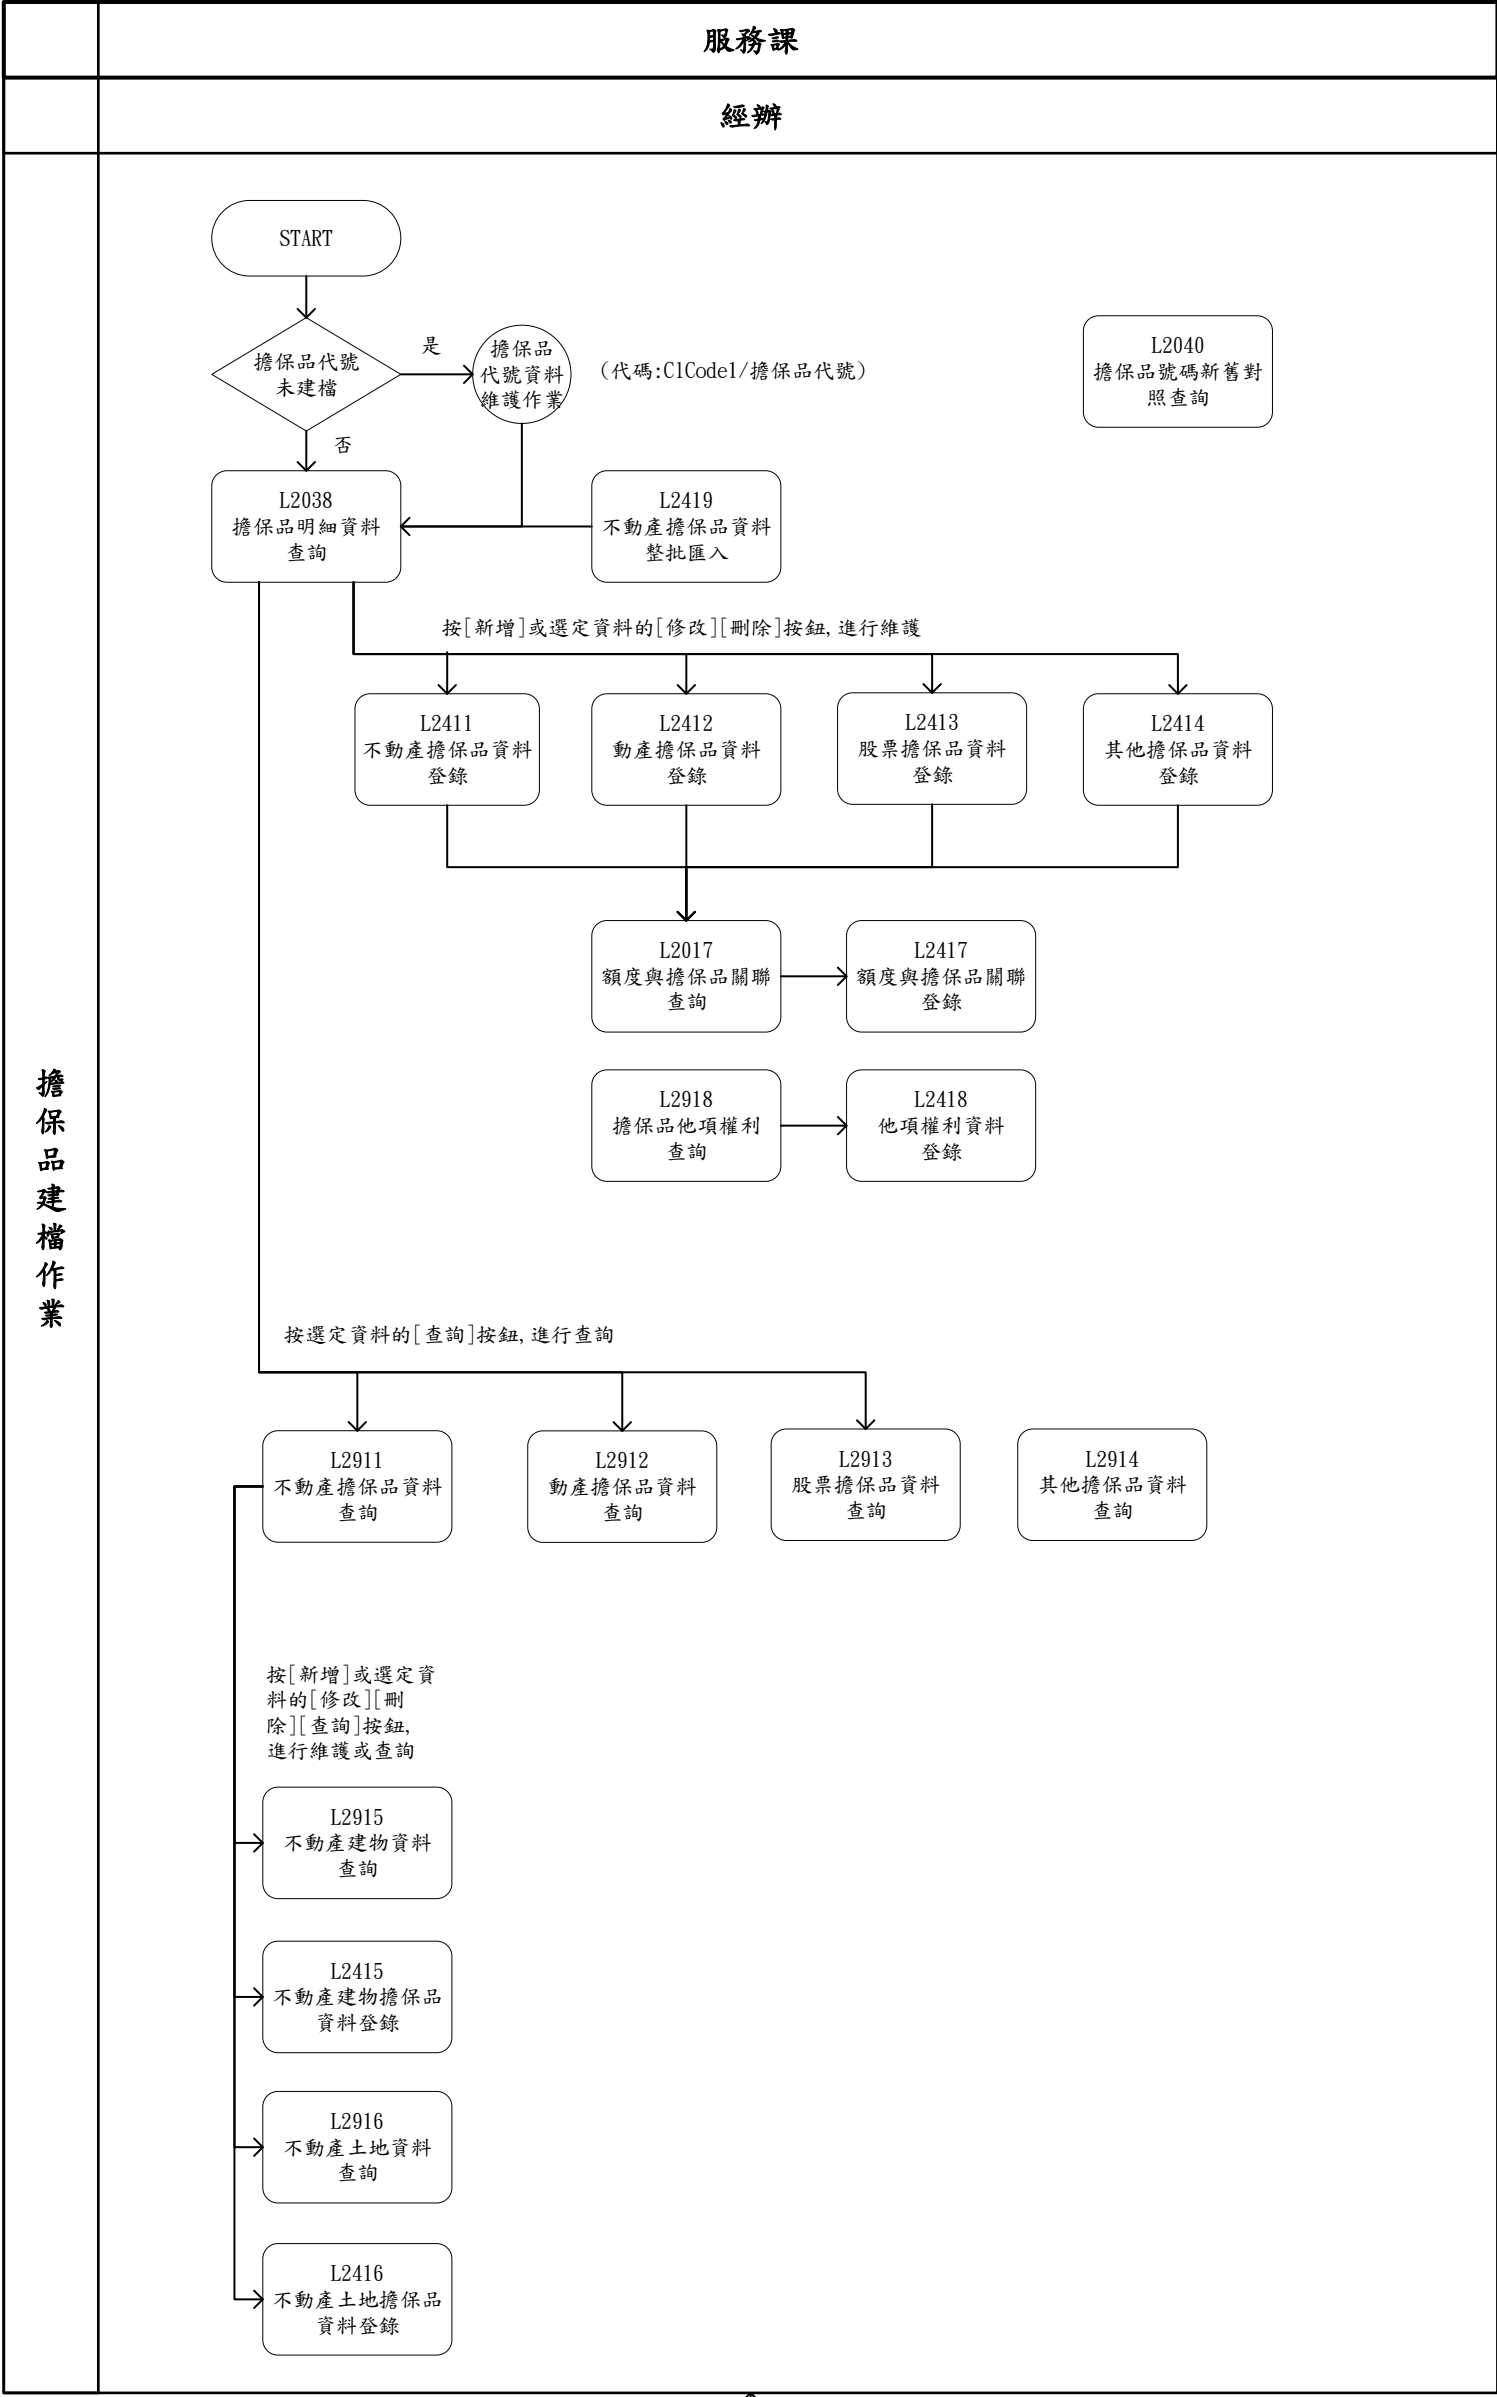 服務課
經辦
擔保品建檔作業
START
擔保品代號
未建檔
是
擔保品
代號資料
維護作業
(代碼:ClCode1/擔保品代號)
L2040
擔保品號碼新舊對
照查詢
否
L2038
擔保品明細資料
查詢
L2419
不動產擔保品資料
整批匯入
按[新增]或選定資料的[修改][刪除]按鈕,進行維護
L2411
不動產擔保品資料
登錄
L2412
動產擔保品資料
登錄
L2413
股票擔保品資料
登錄
L2414
其他擔保品資料
登錄
L2017
額度與擔保品關聯
查詢
L2417
額度與擔保品關聯
登錄
L2918
擔保品他項權利
查詢
L2418
他項權利資料
登錄
按選定資料的[查詢]按鈕,進行查詢
L2911
不動產擔保品資料
查詢
L2912
動產擔保品資料
查詢
L2913
股票擔保品資料
查詢
L2914
其他擔保品資料
查詢
按[新增]或選定資
料的[修改][刪
除][查詢]按鈕,
進行維護或查詢
L2915
不動產建物資料
查詢
L2415
不動產建物擔保品
資料登錄
L2916
不動產土地資料
查詢
L2416
不動產土地擔保品
資料登錄